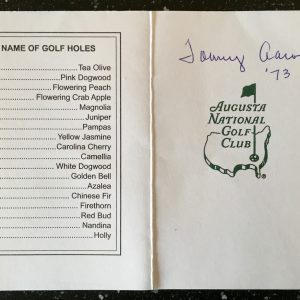 NAME OF GOLF HOLES
Tea Olive
Pink Dogwood
Flowering Peach
Flowering Crab Apple
Magnolia
Juniper
Pampas
Yellow Jasmine
Carolina Cherry
Camellia
White Dogwood
Golden Bell
Azalea
Chinese Fir
Firethorn
Red Bud
Nandina
Holly
Tommy Aaron
'73
AUGUSTA
NATIONAL
GOLF
CLUB